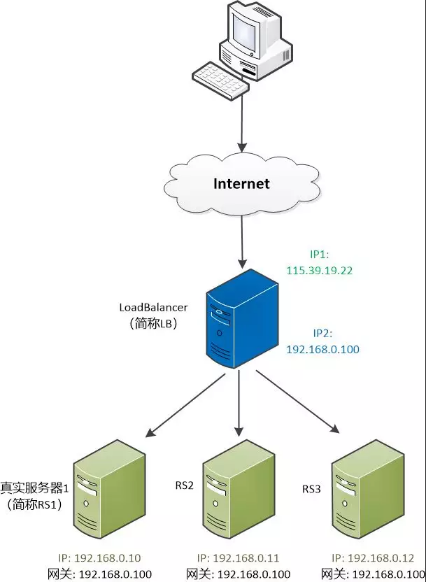 Internet
IP1:
115.39.19.22
LoadBalancer
（简称LB）
IP2:
192.168.0.100
真实服务器1
（简称RS1）
RS2
RS3
IP: 192.168.0.10
网关: 192.168.0.100
IP: 192.168.0.11
网关: 192.168.0.100
IP: 192.168.0.12
网关: 192.168.0.100